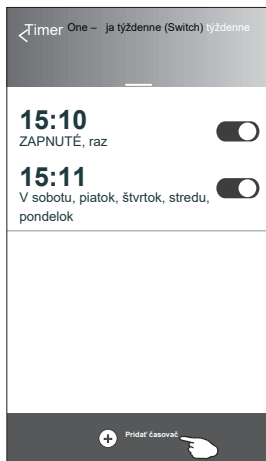 Timer One – ja týždenne (Switch) týždenne
15:10
ZAPNUTÉ, raz
15:11
V sobotu, piatok, štvrtok, stredu,
pondelok
Pridať časovač